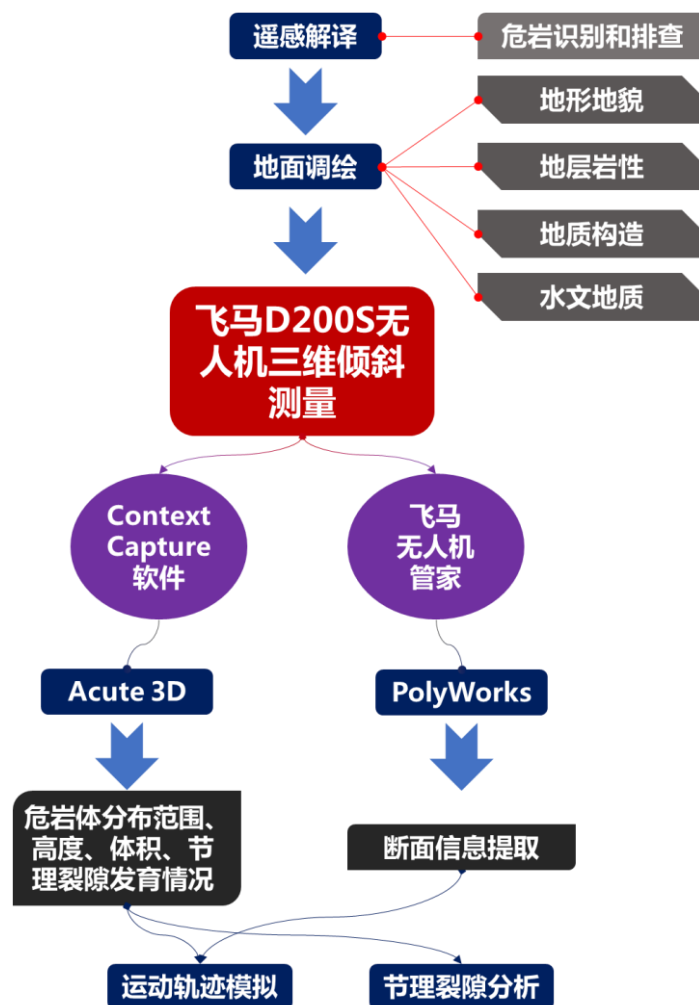 遥感解译
危岩识别和排查
地形地貌
地面调绘
地层岩性
地质构造
水文地质
飞马D200S无
人机三维倾斜
测量
Context
Capture
软件
飞马
无人机
管家
Acute 3D
PolyWorks
危岩体分布范围、
高度、体积、节
理裂隙发育情况
断面信息提取
运动轨迹模拟
节理裂隙分析